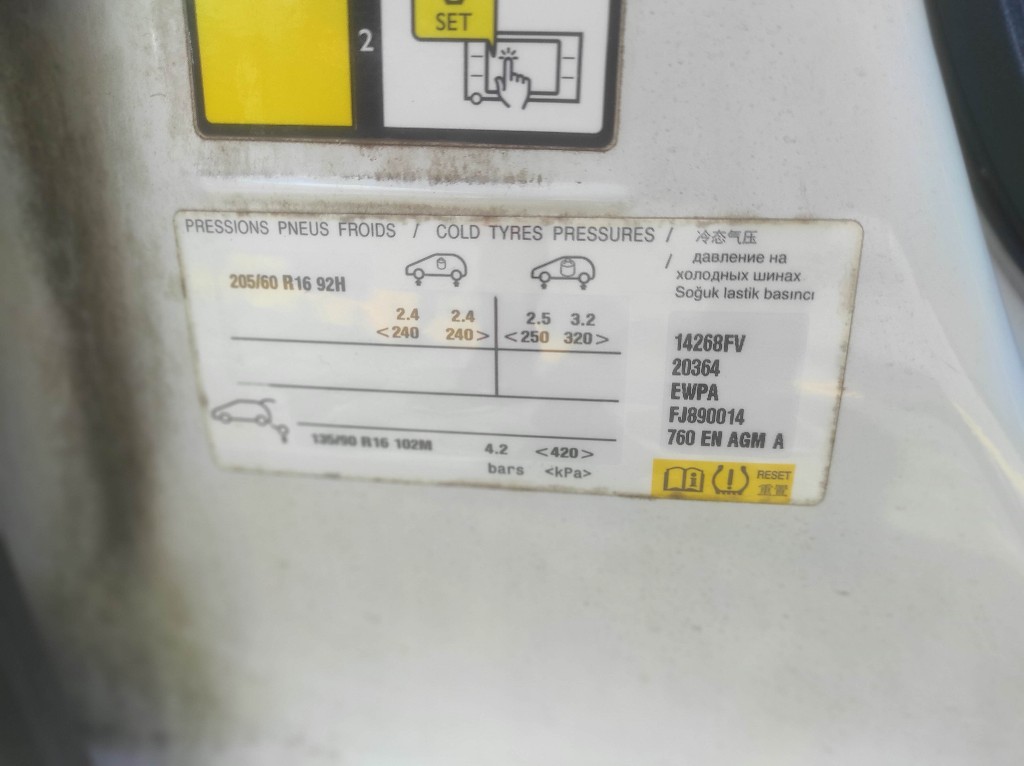 SET
2
PRESSIONS PNEUS FROIDS / COLD TYRES PRESSURES / 冷态气压
/ давление на
холодных шинах
Soğuk lastik basıncı
205/60 R16 92H
2.4 2.4 2.5 3.2
<240 240> <250 320>
14268FV
20364
EWPA
FJ890014
760 EN AGM A
135/90 R16 102M 4.2 <420>
bars <kPa>
RESET
重置